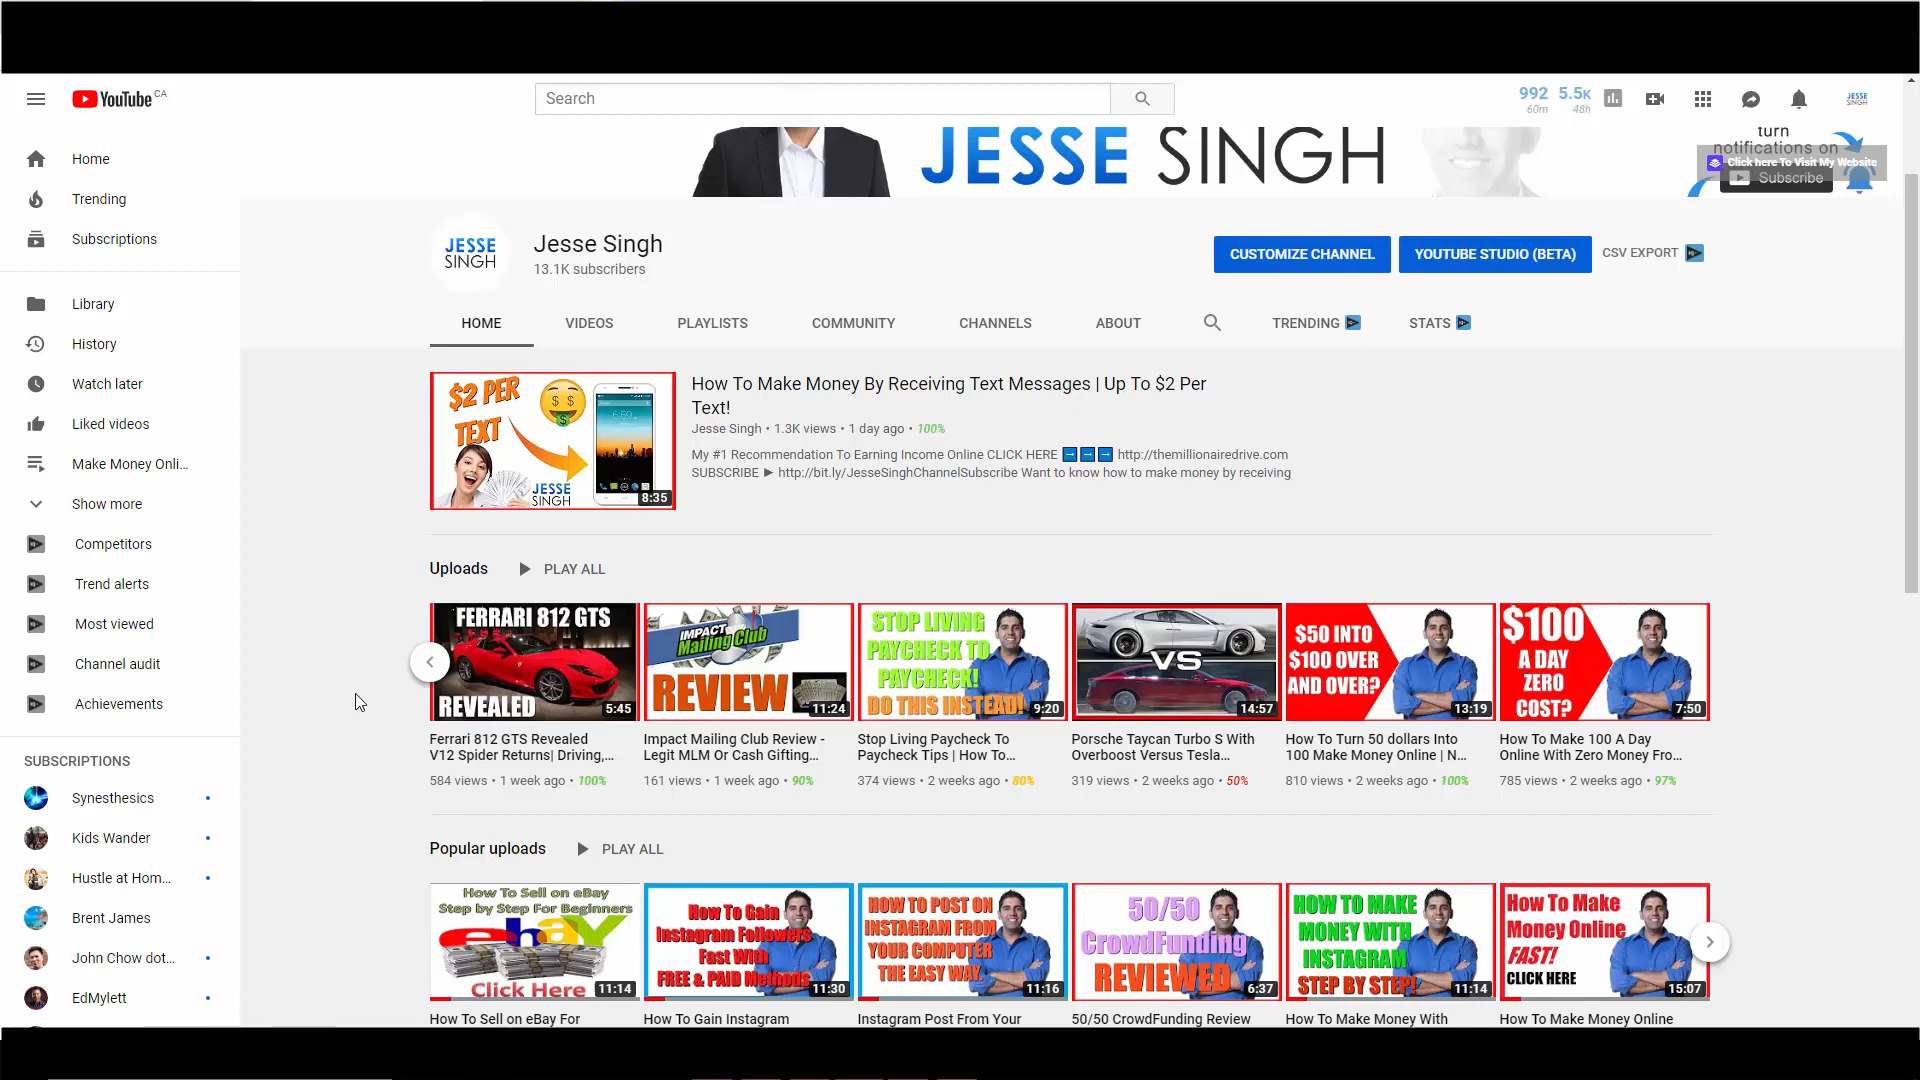 YouTube CA
Search
992 60m
5.5K 48h
JESSE SINGH
Home
Trending
Subscriptions
Library
History
Watch later
Liked videos
Make Money Onli...
Show more
Competitors
Trend alerts
Most viewed
Channel audit
Achievements
SUBSCRIPTIONS
Synesthesics
Kids Wander
Hustle at Hom...
Brent James
John Chow dot...
EdMylett
JESSE SINGH
turn
notifications on
Click here To Visit My Website
Subscribe
JESSE
SINGH
Jesse Singh
13.1K subscribers
CUSTOMIZE CHANNEL
YOUTUBE STUDIO (BETA)
CSV EXPORT
HOME
VIDEOS
PLAYLISTS
COMMUNITY
CHANNELS
ABOUT
TRENDING
STATS
$2 PER
TEXT
JESSE
SINGH
8:35
How To Make Money By Receiving Text Messages | Up To $2 Per
Text!
Jesse Singh • 1.3K views • 1 day ago • 100%
My #1 Recommendation To Earning Income Online CLICK HERE ➡➡➡ http://themillionairedrive.com
SUBSCRIBE ► http://bit.ly/JesseSinghChannelSubscribe Want to know how to make money by receiving
Uploads
PLAY ALL
FERRARI 812 GTS
REVEALED
5:45
Ferrari 812 GTS Revealed
V12 Spider Returns| Driving,...
584 views • 1 week ago • 100%
IMPACT
Mailing Club
REVIEW
11:24
Impact Mailing Club Review -
Legit MLM Or Cash Gifting...
161 views • 1 week ago • 90%
STOP LIVING
PAYCHECK TO
PAYCHECK!
DO THIS INSTEAD!
9:20
Stop Living Paycheck To
Paycheck Tips | How To...
374 views • 2 weeks ago • 80%
VS
14:57
Porsche Taycan Turbo S With
Overboost Versus Tesla...
319 views • 2 weeks ago • 50%
$50 INTO
$100 OVER
AND OVER?
13:19
How To Turn 50 dollars Into
100 Make Money Online | N...
810 views • 2 weeks ago • 100%
$100
A DAY
ZERO
COST?
7:50
How To Make 100 A Day
Online With Zero Money Fro...
785 views • 2 weeks ago • 97%
Popular uploads
PLAY ALL
How To Sell on eBay
Step by Step For Beginners
ebay
Click Here
11:14
How To Sell on eBay For
How To Gain
Instagram Followers
Fast With
FREE & PAID Methods
11:30
How To Gain Instagram
HOW TO POST ON
INSTAGRAM FROM
YOUR COMPUTER
THE EASY WAY
11:16
Instagram Post From Your
50/50
CrowdFunding
REVIEWED
6:37
50/50 CrowdFunding Review
HOW TO MAKE
MONEY WITH
INSTAGRAM
STEP BY STEP!
11:14
How To Make Money With
How To Make
Money Online
FAST!
CLICK HERE
15:07
How To Make Money Online